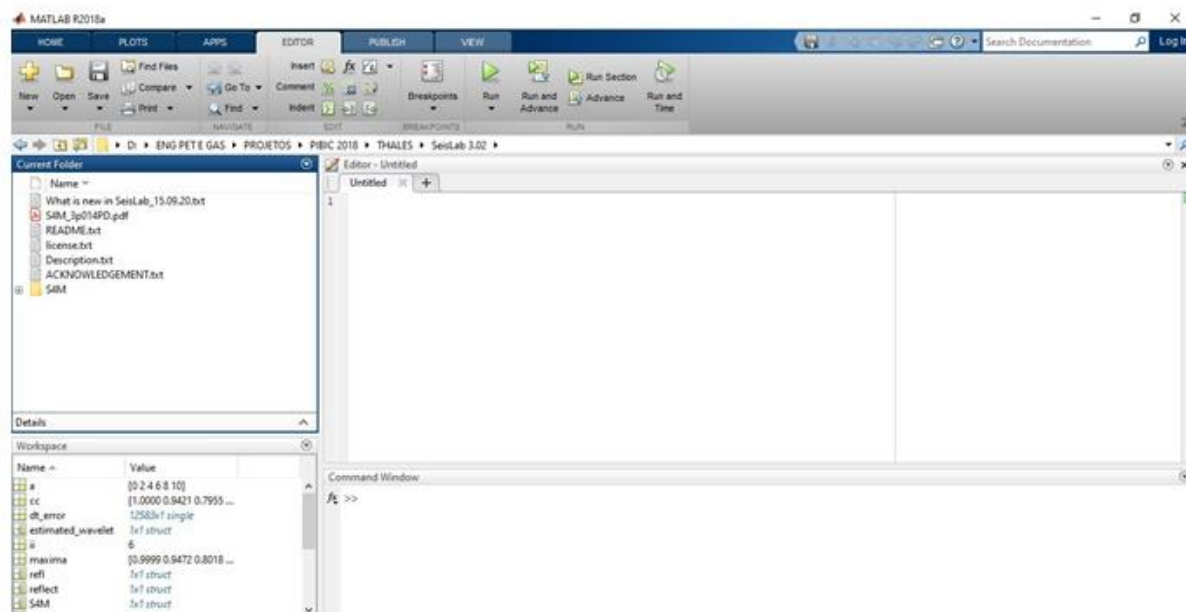 MATLAB R2018a
HOME PLOTS APPS EDITOR PUBLISH VIEW
Search Documentation
Log In
New
Open
Save
Find Files
Compare
Print
Go To
Find
Insert
Comment
Indent
Breakpoints
Run
Run and Advance
Run Section
Advance
Run and Time
FILE NAVIGATE EDIT BREAKPOINTS RUN
D: ENG PET E GAS PROJETOS PIBIC 2018 THALES SeisLab 3.02
Current Folder
Name
What is new in SeisLab_15.09.20.txt
S4M_3p014PD.pdf
README.txt
license.txt
Description.txt
ACKNOWLEDGEMENT.txt
S4M
Details
Editor - Untitled
Untitled
1
Workspace
Name Value
a [0 2 4 6 8 10]
cc [1.0000 0.9421 0.7955 ...
dt_error 12583x1 single
estimated_wavelet 1x1 struct
ii 6
maxima [0.9999 0.9472 0.8018 ...
refl 1x1 struct
reflect 1x1 struct
S4M 1x1 struct
Command Window
fx >>